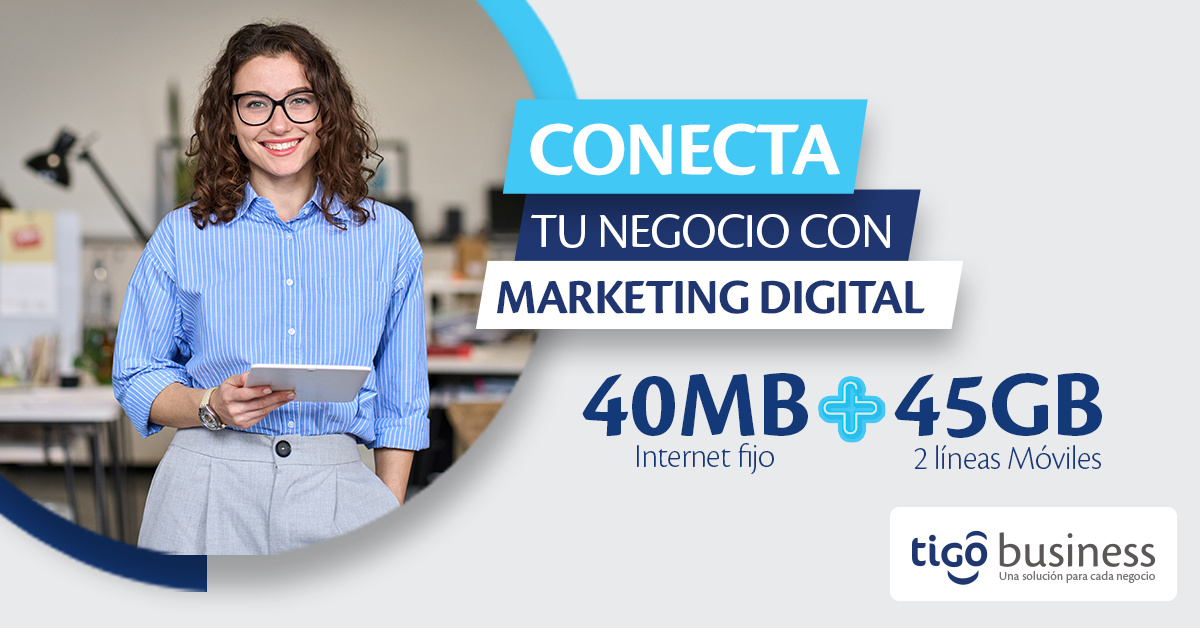 CONECTA
TU NEGOCIO CON
MARKETING DIGITAL
40MB + 45GB
Internet fijo
2 líneas Móviles
tigo business
Una solución para cada negocio